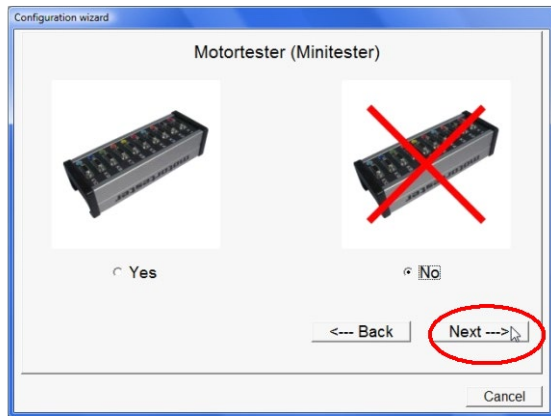 Configuration wizard
Motortester (Minitester)
Yes
No
<--- Back
Next --->
Cancel